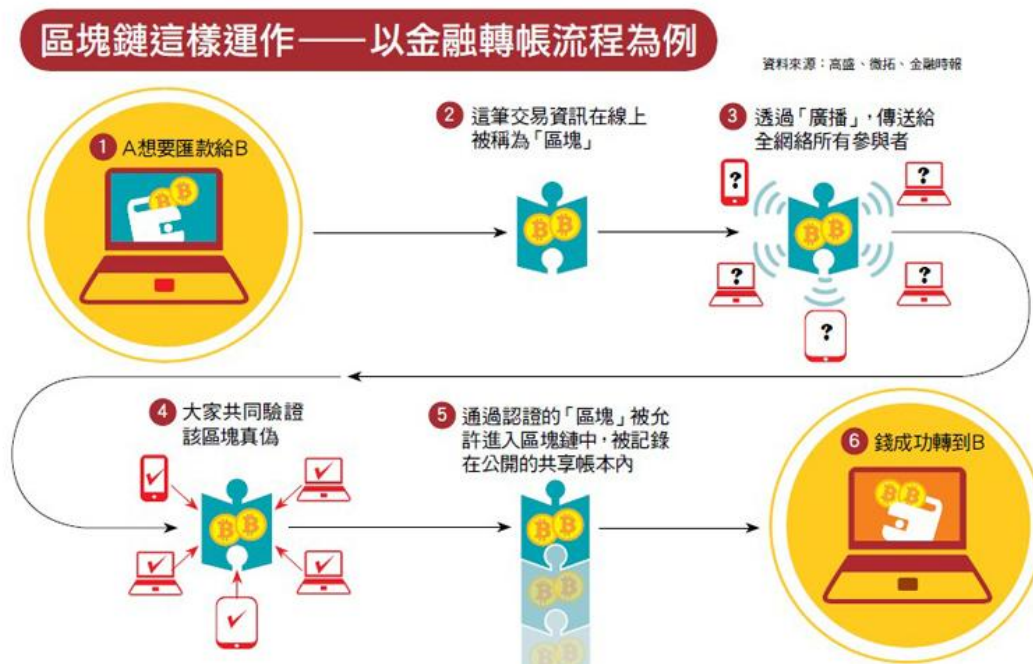 區塊鏈這樣運作——以金融轉帳流程為例
資料來源：高盛、微拓、金融時報
1 A想要匯款給B
2 這筆交易資訊在線上
被稱為「區塊」
3 透過「廣播」，傳送給
全網絡所有參與者
?
?
?
?
?
4 大家共同驗證
該區塊真偽
5 通過認證的「區塊」被允
許進入區塊鏈中，被記錄
在公開的共享帳本內
6 錢成功轉到B